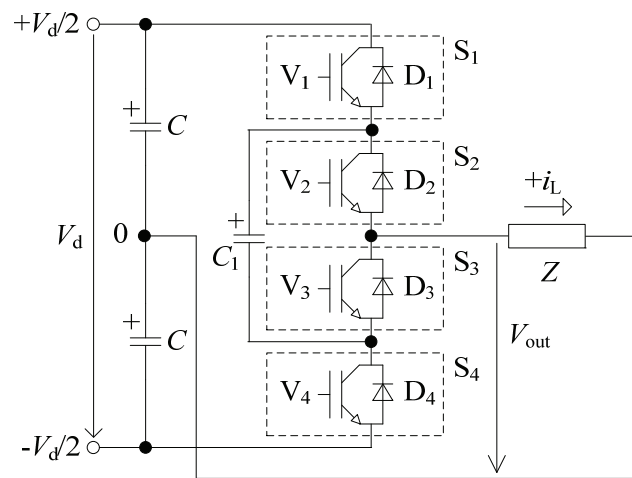 +Vd/2
S1
V1
D1
+
C
S2
V2
D2
+iL
+
C1
Vd
0
Z
S3
V3
D3
Vout
+
C
S4
V4
D4
-Vd/2